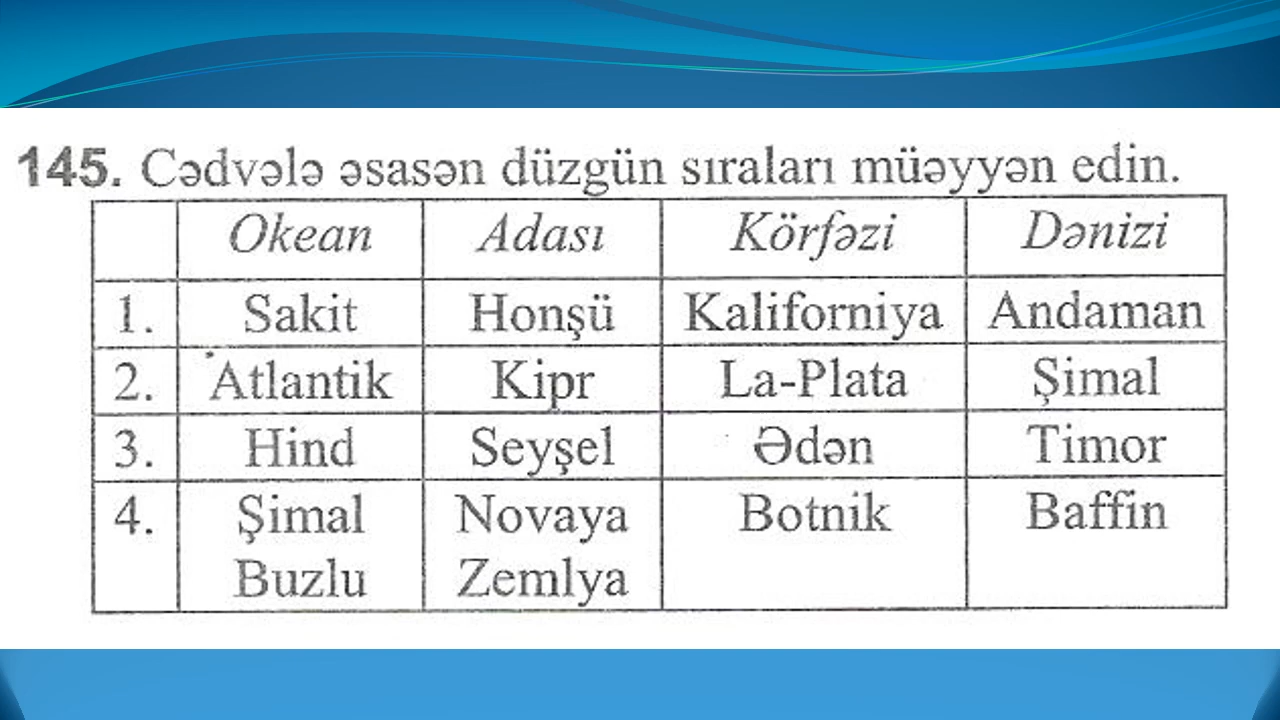 145. Cədvələ əsasən düzgün sıraları müəyyən edin.
Okean Adası Körfəzi Dənizi
1. Sakit Honşü Kaliforniya Andaman
2. Atlantik Kipr La-Plata Şimal
3. Hind Seyşel Ədən Timor
4. Şimal Novaya Botnik Baffin
Buzlu Zemlya